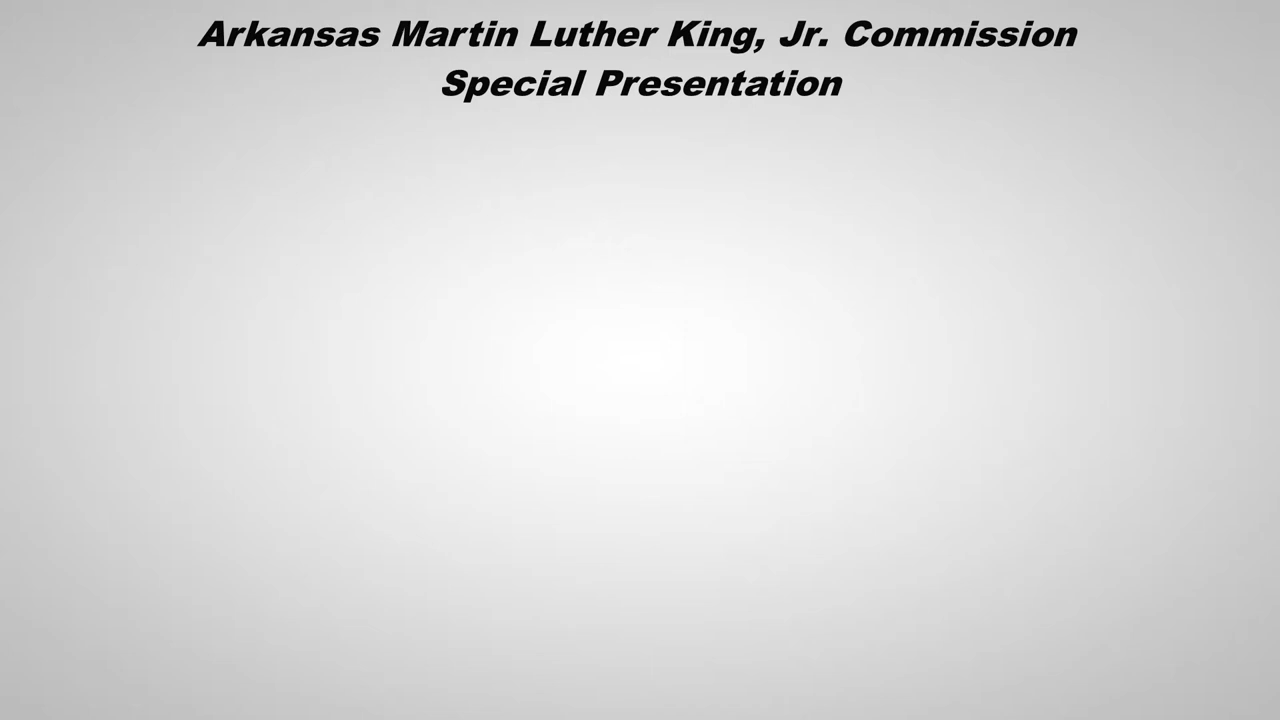 Arkansas Martin Luther King, Jr. Commission
Special Presentation